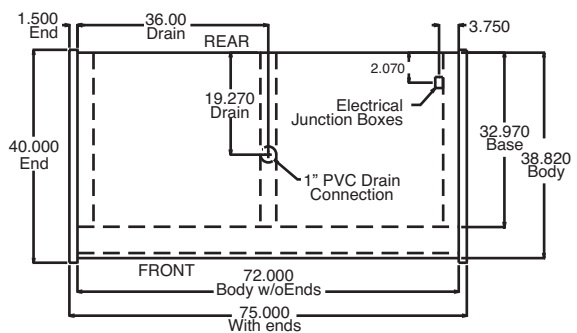 1.500
End
36.00
Drain
REAR
3.750
2.070
19.270
Drain
Electrical
Junction Boxes
40.000
End
32.970
Base
38.820
Body
1" PVC Drain
Connection
FRONT
72.000
Body w/oEnds
75.000
With ends